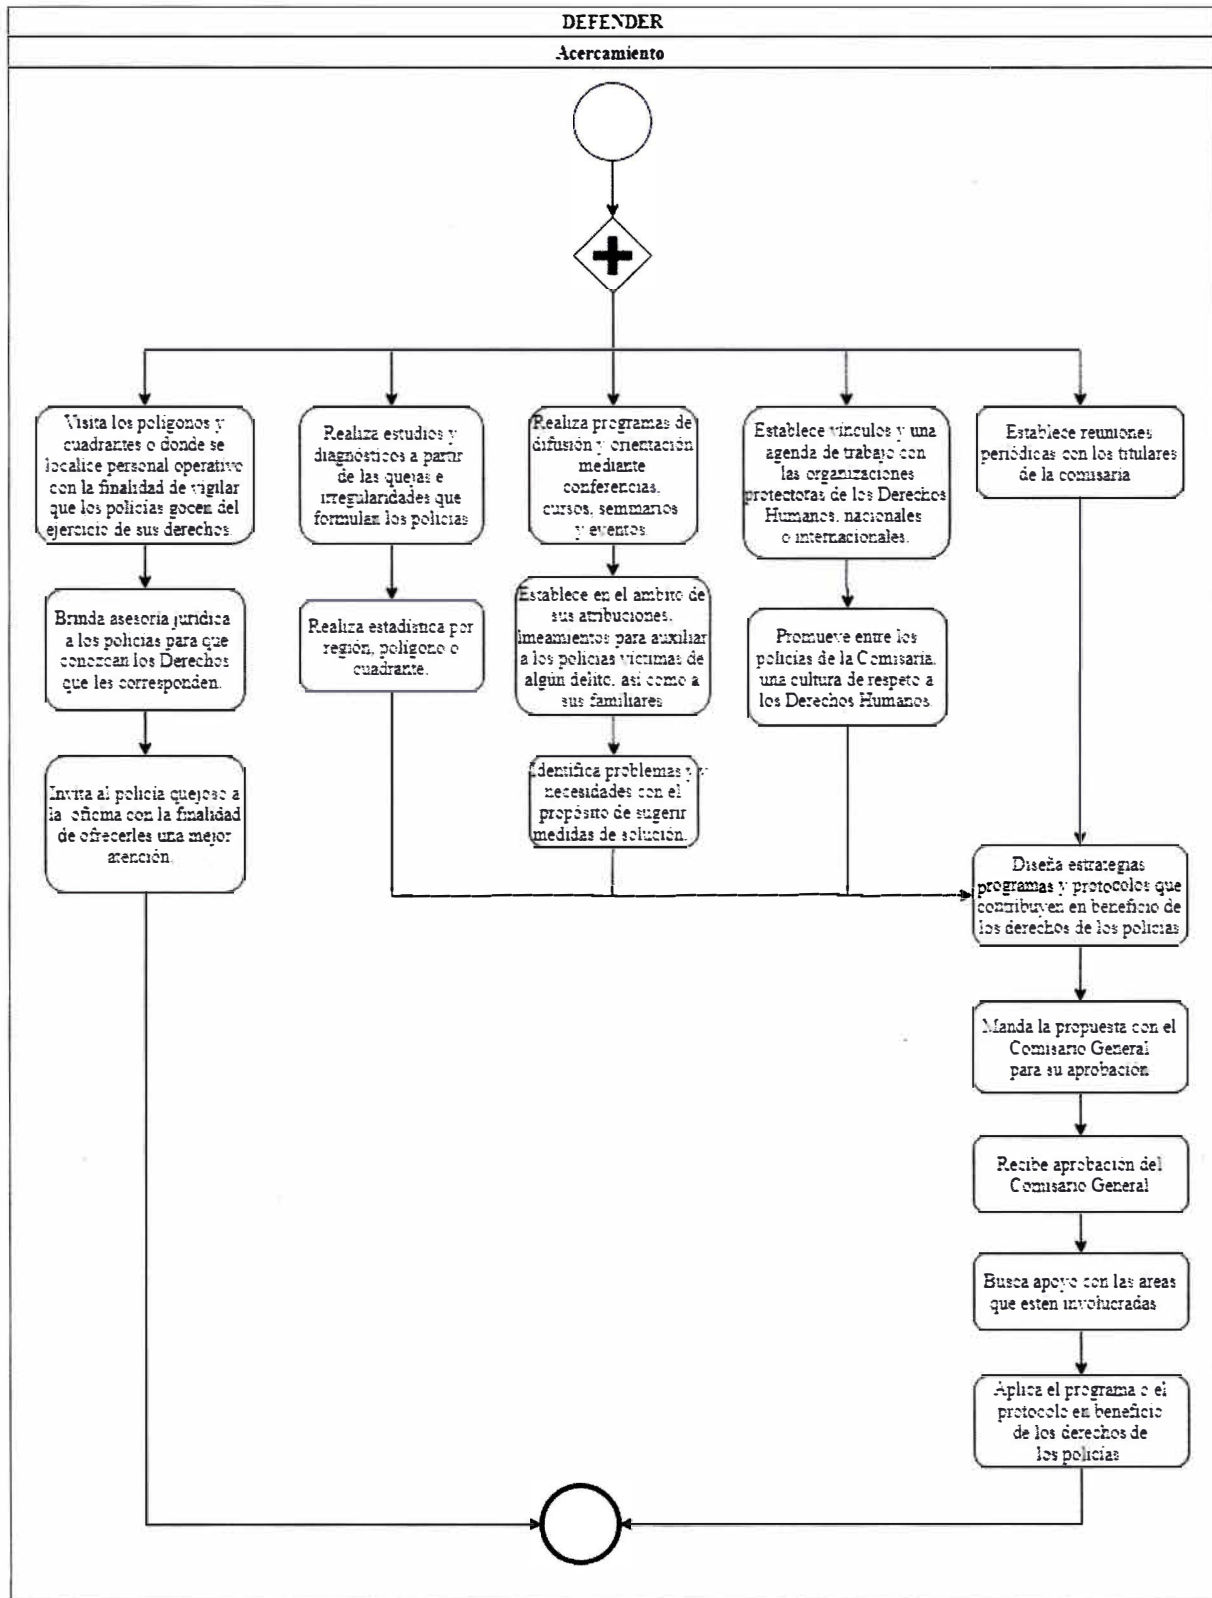 DEFENDER
Acercamiento
Visita los polígonos y
cuadrantes o donde se
localice personal operativo
con la finalidad de vigilar
que los policías gocen del
ejercicio de sus derechos.
Brinda asesoría jurídica
a los policías para que
conozcan los Derechos
que les corresponden.
Invita al policía quejoso a
la oficina con la finalidad
de ofrecerles una mejor
atención.
Realiza estudios y
diagnósticos a partir
de las quejas e
irregularidades que
formulan los policías
Realiza estadística por
región, polígono o
cuadrante.
Realiza programas de
difusión y orientación
mediante
conferencias,
cursos, seminarios
y eventos.
Establece en el ámbito de
sus atribuciones,
lineamientos para auxiliar
a los policías víctimas de
algún delito, así como a
sus familiares
Identifica problemas y
necesidades con el
propósito de sugerir
medidas de solución.
Establece vínculos y una
agenda de trabajo con
las organizaciones
protectoras de los Derechos
Humanos, nacionales
o internacionales.
Promueve entre los
policías de la Comisaría,
una cultura de respeto a
los Derechos Humanos.
Establece reuniones
periódicas con los titulares
de la comisaría
Diseña estrategias
programas y protocolos que
contribuyen en beneficio de
los derechos de los policías
Manda la propuesta con el
Comisario General
para su aprobación
Recibe aprobación del
Comisario General
Busca apoyo con las areas
que esten involucradas
Aplica el programa o el
protocolo en beneficio
de los derechos de
los policías